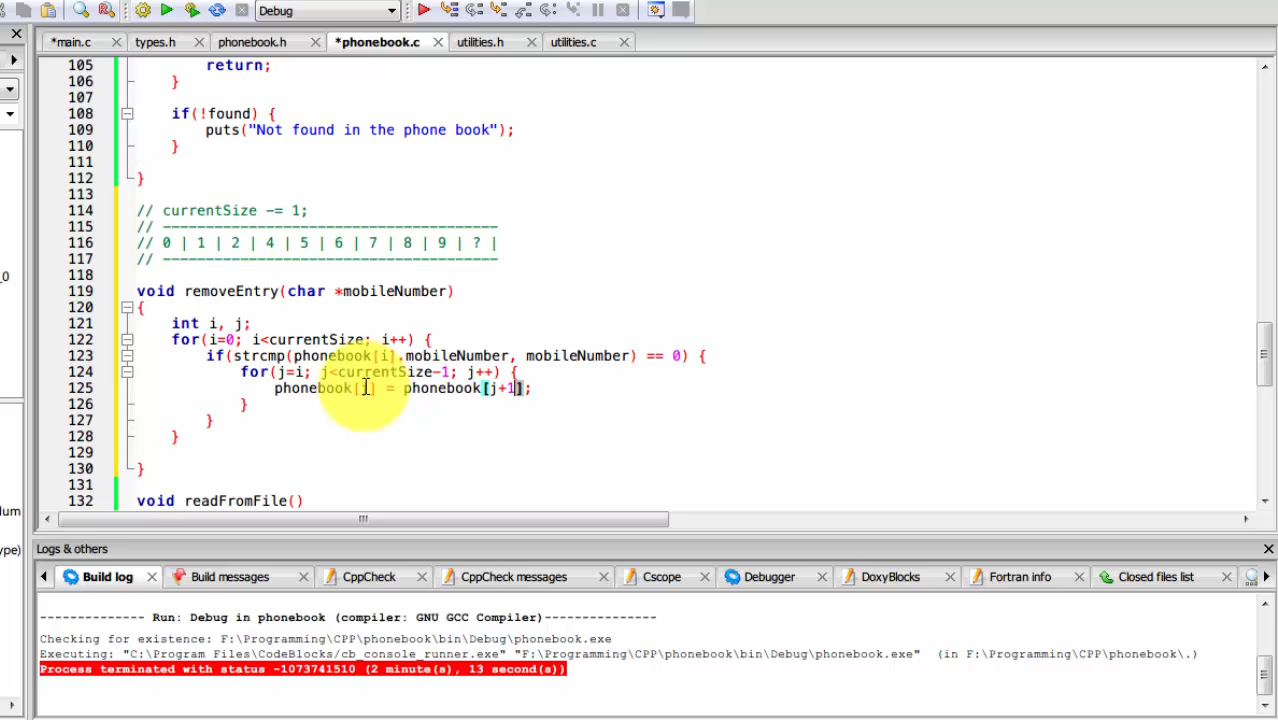 Debug
*main.c
types.h
phonebook.h
*phonebook.c
utilities.h
utilities.c
105 return;
106 }
107
108 if(!found) {
109 puts("Not found in the phone book");
110 }
111
112 }
113
114 // currentSize -= 1;
115 // ---------------------------------------
116 // 0 | 1 | 2 | 4 | 5 | 6 | 7 | 8 | 9 | ? |
117 // ---------------------------------------
118
119 void removeEntry(char *mobileNumber)
120 {
121 int i, j;
122 for(i=0; i<currentSize; i++) {
123 if(strcmp(phonebook[i].mobileNumber, mobileNumber) == 0) {
124 for(j=i; j<currentSize-1; j++) {
125 phonebook[j] = phonebook[j+1];
126 }
127 }
128 }
129
130 }
131
132 void readFromFile()
_0
lum
ype)
Logs & others
Build log
Build messages
CppCheck
CppCheck messages
Cscope
Debugger
DoxyBlocks
Fortran info
Closed files list
-------------- Run: Debug in phonebook (compiler: GNU GCC Compiler)---------------
Checking for existence: F:\Programming\CPP\phonebook\bin\Debug\phonebook.exe
Executing: "C:\Program Files\CodeBlocks/cb_console_runner.exe" "F:\Programming\CPP\phonebook\bin\Debug\phonebook.exe"  (in F:\Programming\CPP\phonebook\.)
Process terminated with status -1073741510 (2 minute(s), 13 second(s))